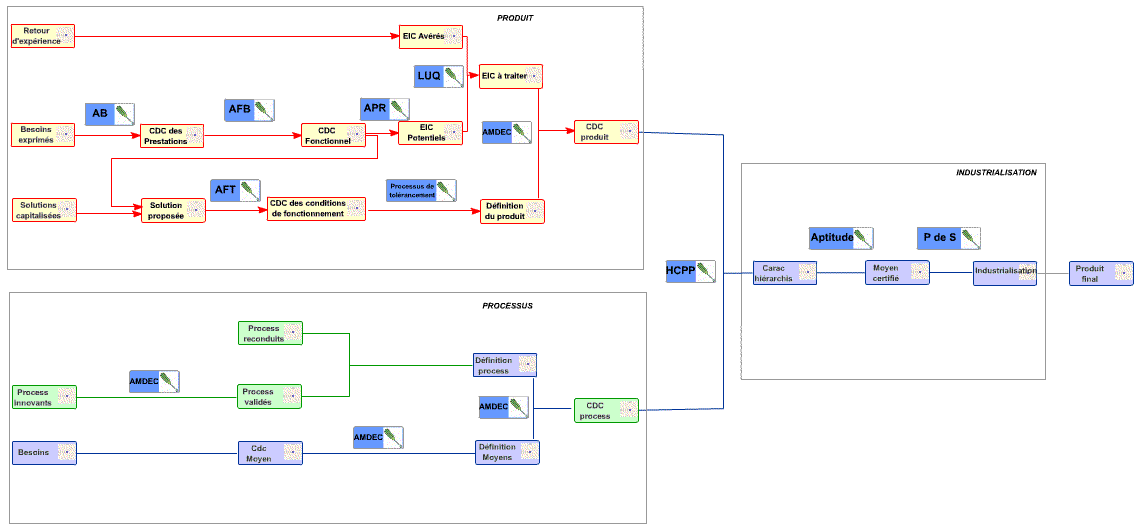 PRODUIT
Retour
d'expérience
EIC Avérés
LUQ
EIC à traiter
AB
AFB
APR
Besoins
exprimés
CDC des
Prestations
CDC
Fonctionnel
EIC
Potentiels
AMDEC
CDC
produit
AFT
Processus de
tolérancement
Solutions
capitalisées
Solution
proposée
CDC des conditions
de fonctionnement
Définition
du produit
INDUSTRIALISATION
Aptitude
P de S
HCPP
Carac
hiérarchis
Moyen
certifié
Industrialisation
Produit
final
PROCESSUS
Process
reconduits
Définition
process
AMDEC
Process
innovants
Process
validés
AMDEC
CDC
process
AMDEC
Besoins
Cdc
Moyen
Définition
Moyens